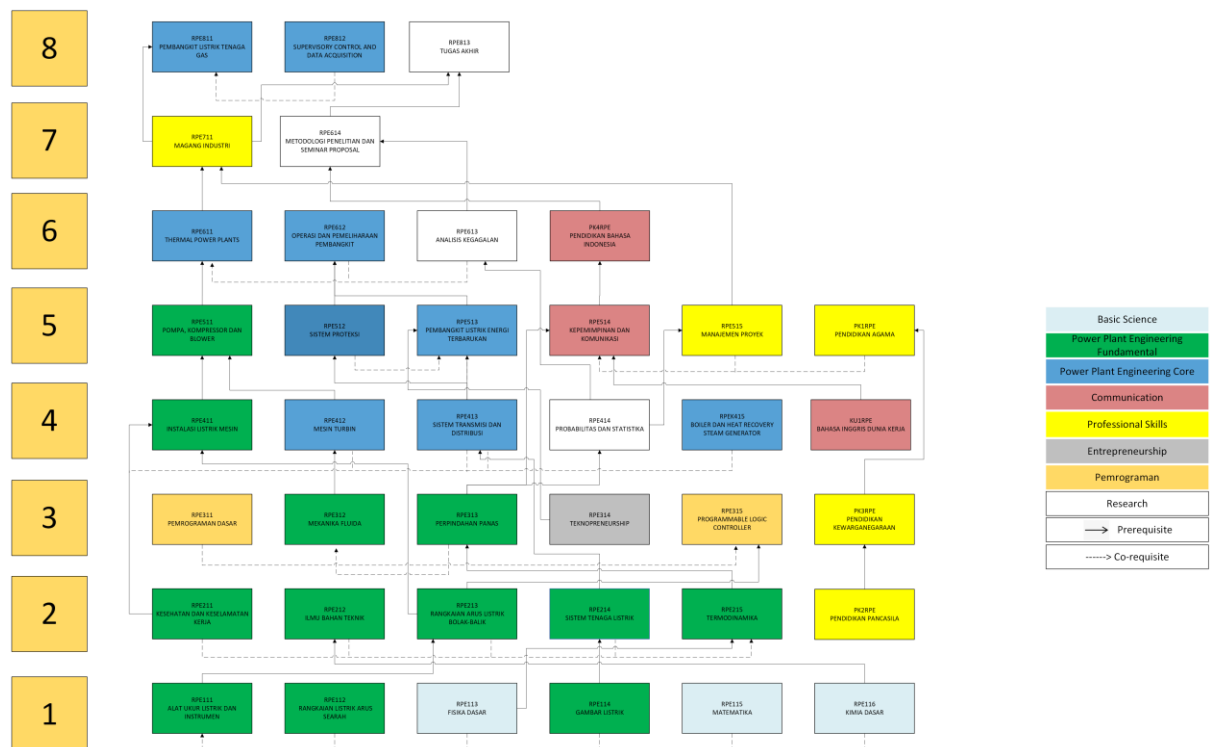 8
RPE811
PEMBANGKIT LISTRIK TENAGA
GAS
RPE812
SUPERVISORY CONTROL AND
DATA ACQUISITION
RPE813
TUGAS AKHIR
7
RPE711
MAGANG INDUSTRI
RPE614
METODOLOGI PENELITIAN DAN
SEMINAR PROPOSAL
6
RPE611
THERMAL POWER PLANTS
RPE612
OPERASI DAN PEMELIHARAAN
PEMBANGKIT
RPE613
ANALISIS KEGAGALAN
PK4RPE
PENDIDIKAN BAHASA
INDONESIA
5
RPE511
POMPA, KOMPRESSOR DAN
BLOWER
RPE512
SISTEM PROTEKSI
RPE513
PEMBANGKIT LISTRIK ENERGI
TERBARUKAN
RPE514
KEPEMIMPINAN DAN
KOMUNIKASI
RPE515
MANAJEMEN PROYEK
PK1RPE
PENDIDIKAN AGAMA
4
RPE411
INSTALASI LISTRIK MESIN
RPE412
MESIN TURBIN
RPE413
SISTEM TRANSMISI DAN
DISTRIBUSI
RPE414
PROBABILITAS DAN STATISTIKA
RPEK415
BOILER DAN HEAT RECOVERY
STEAM GENERATOR
KU1RPE
BAHASA INGGRIS DUNIA KERJA
3
RPE311
PEMROGRAMAN DASAR
RPE312
MEKANIKA FLUIDA
RPE313
PERPINDAHAN PANAS
RPE314
TEKNOPRENEURSHIP
RPE315
PROGRAMMABLE LOGIC
CONTROLLER
PK3RPE
PENDIDIKAN
KEWARGANEGARAAN
2
RPE211
KESEHATAN DAN KESELAMATAN
KERJA
RPE212
ILMU BAHAN TEKNIK
RPE213
RANGKAIAN ARUS LISTRIK
BOLAK-BALIK
RPE214
SISTEM TENAGA LISTRIK
RPE215
TERMODINAMIKA
PK2RPE
PENDIDIKAN PANCASILA
1
RPE111
ALAT UKUR LISTRIK DAN
INSTRUMEN
RPE112
RANGKAIAN LISTRIK ARUS
SEARAH
RPE113
FISIKA DASAR
RPE114
GAMBAR LISTRIK
RPE115
MATEMATIKA
RPE116
KIMIA DASAR
Basic Science
Power Plant Engineering
Fundamental
Power Plant Engineering Core
Communication
Professional Skills
Entrepreneurship
Pemrograman
Research
Prerequisite
Co-requisite